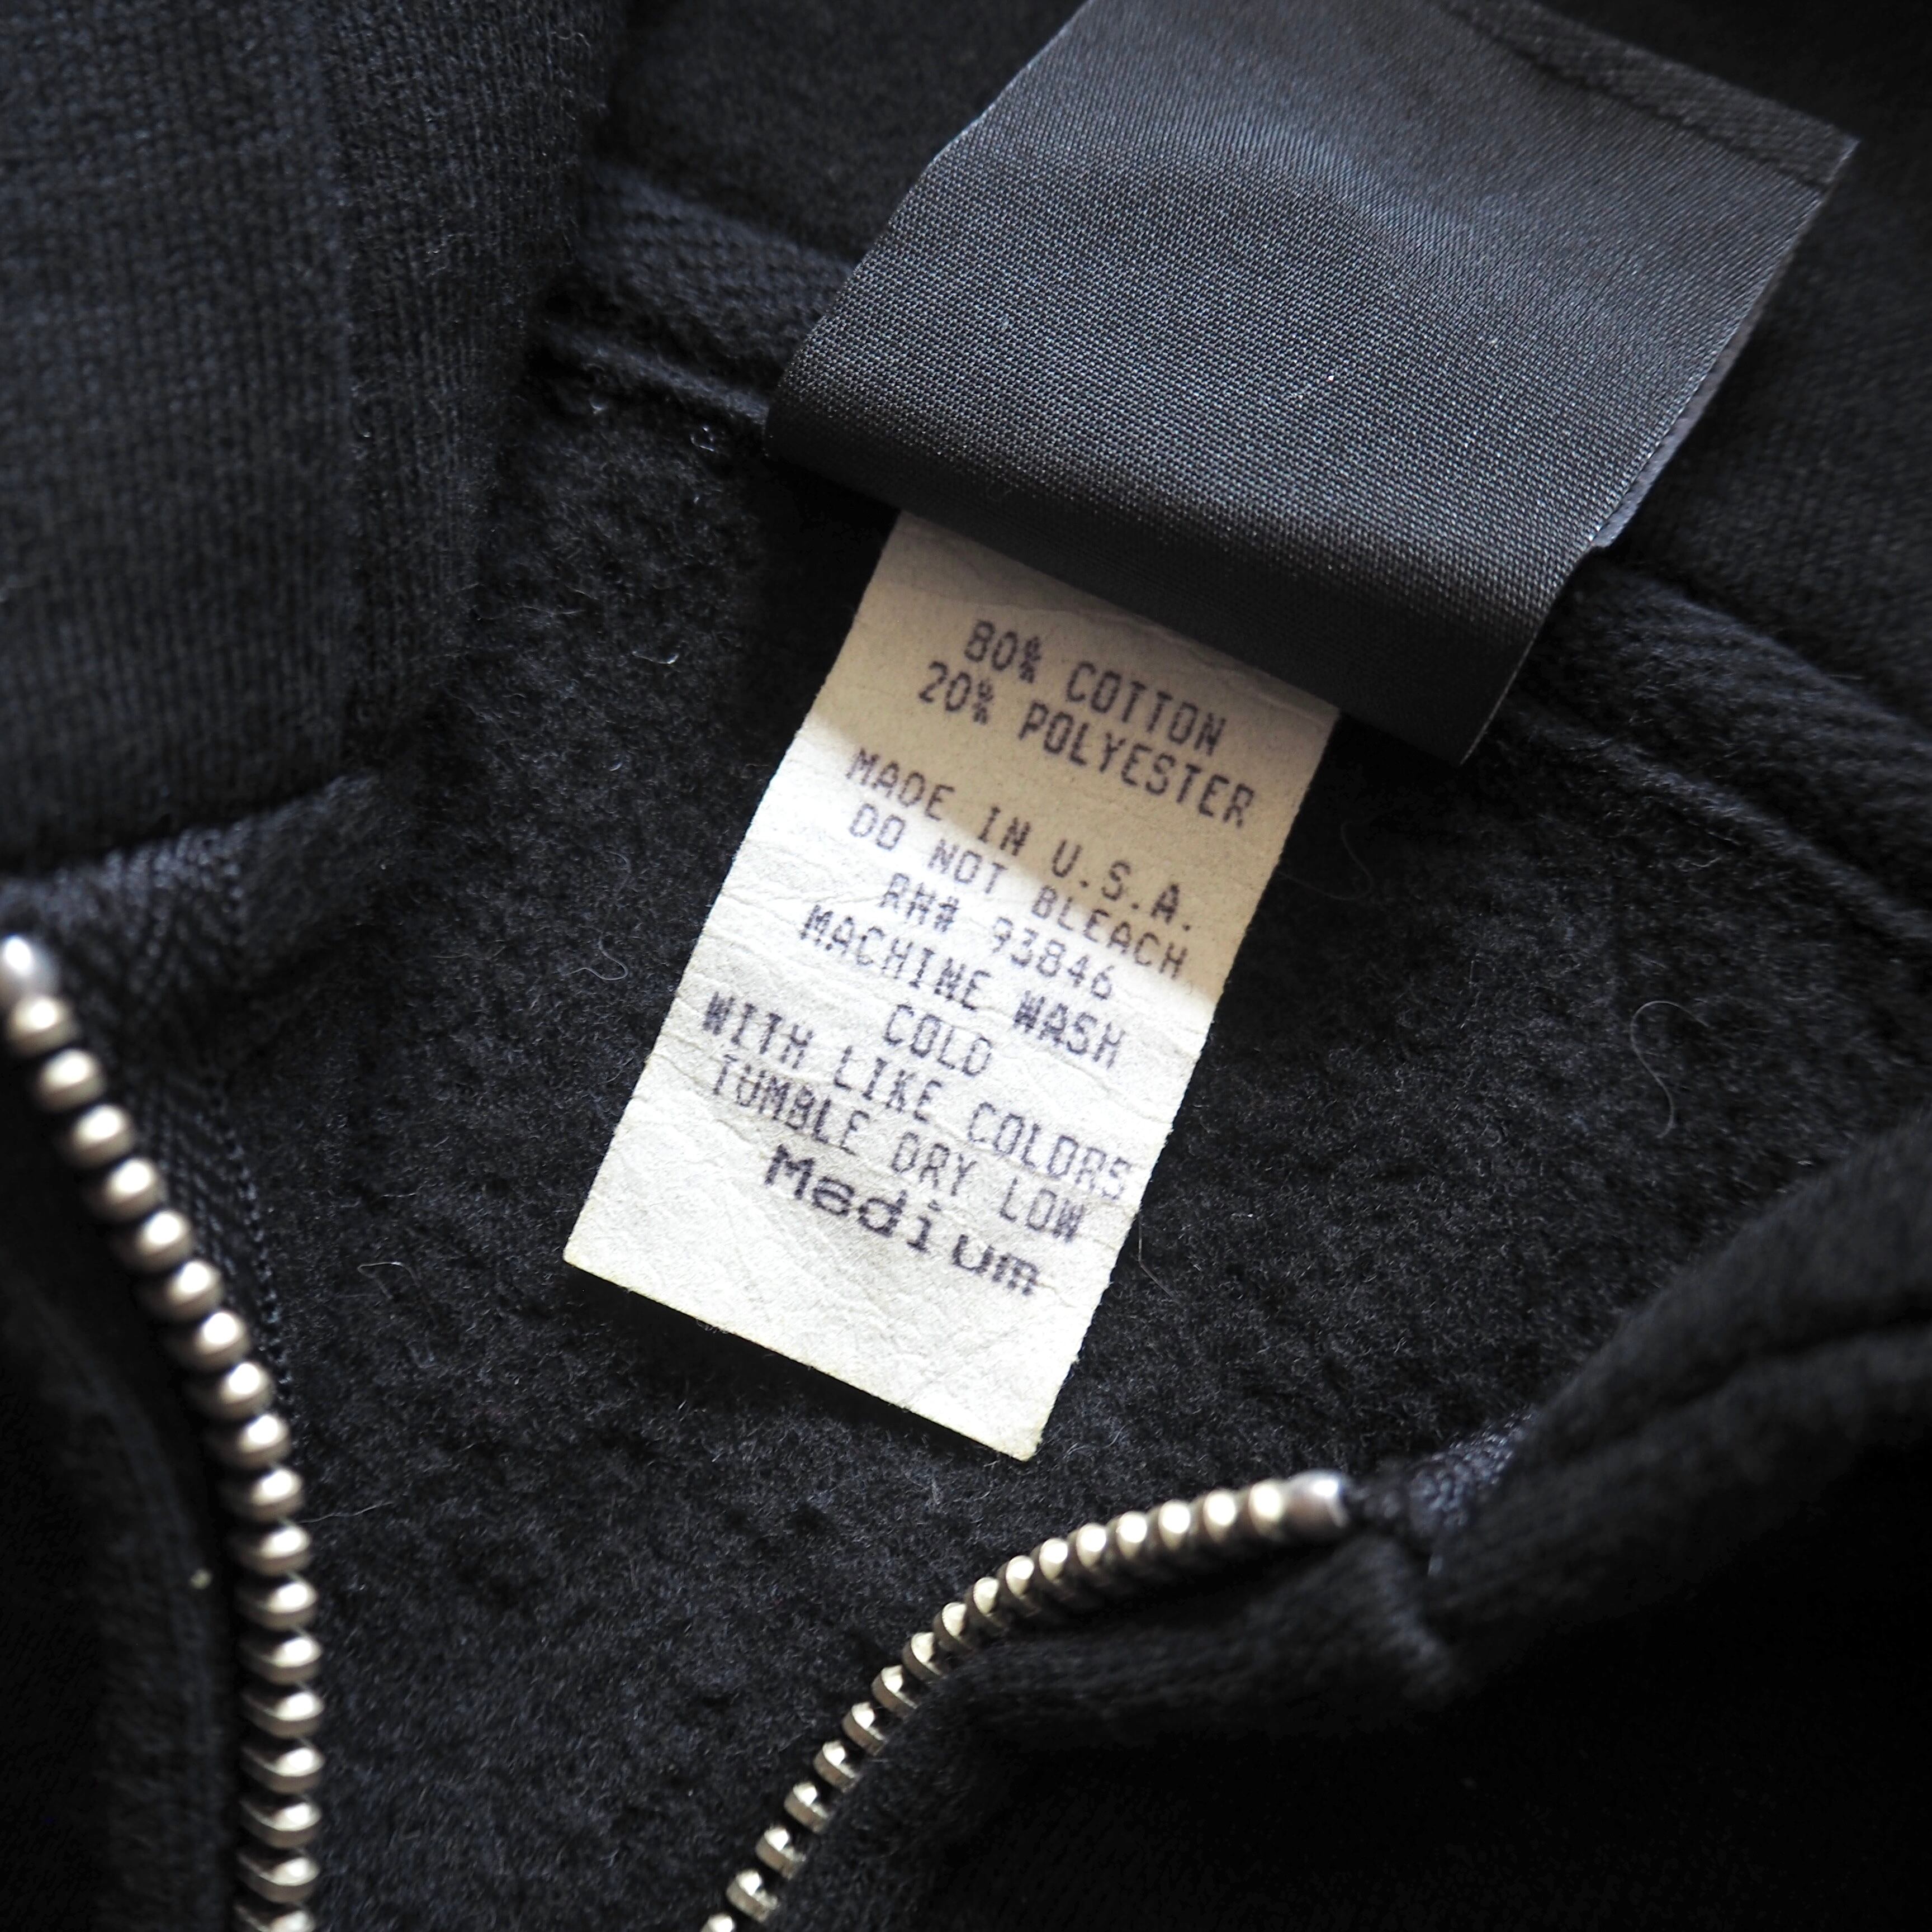 80% COTTON
20% POLYESTER
MADE IN U.S.A.
DO NOT BLEACH
RH# 93846
MACHINE WASH
COLD
WITH LIKE COLORS
TUMBLE DRY LOW
Medium